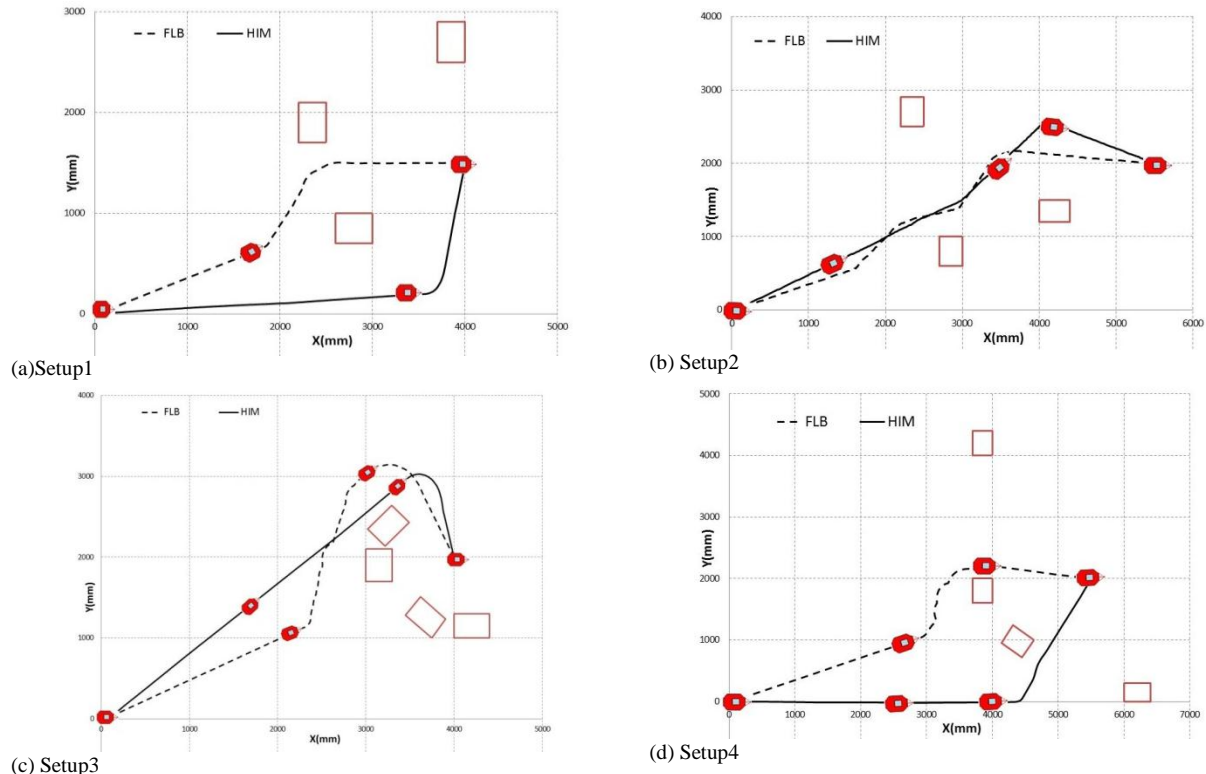 3000
FLB HIM
2000
Y(mm)
1000
0
0 1000 2000 3000 4000 5000
X(mm)
(a)Setup1
4000
FLB HIM
3000
Y(mm)
2000
1000
0
0 1000 2000 3000 4000 5000 6000
X(mm)
(b) Setup2
4000
FLB HIM
3000
Y(mm)
2000
1000
0
0 1000 2000 3000 4000 5000
X(mm)
(c) Setup3
5000
FLB HIM
4000
3000
Y(mm)
2000
1000
0
0 1000 2000 3000 4000 5000 6000 7000
X(mm)
(d) Setup4